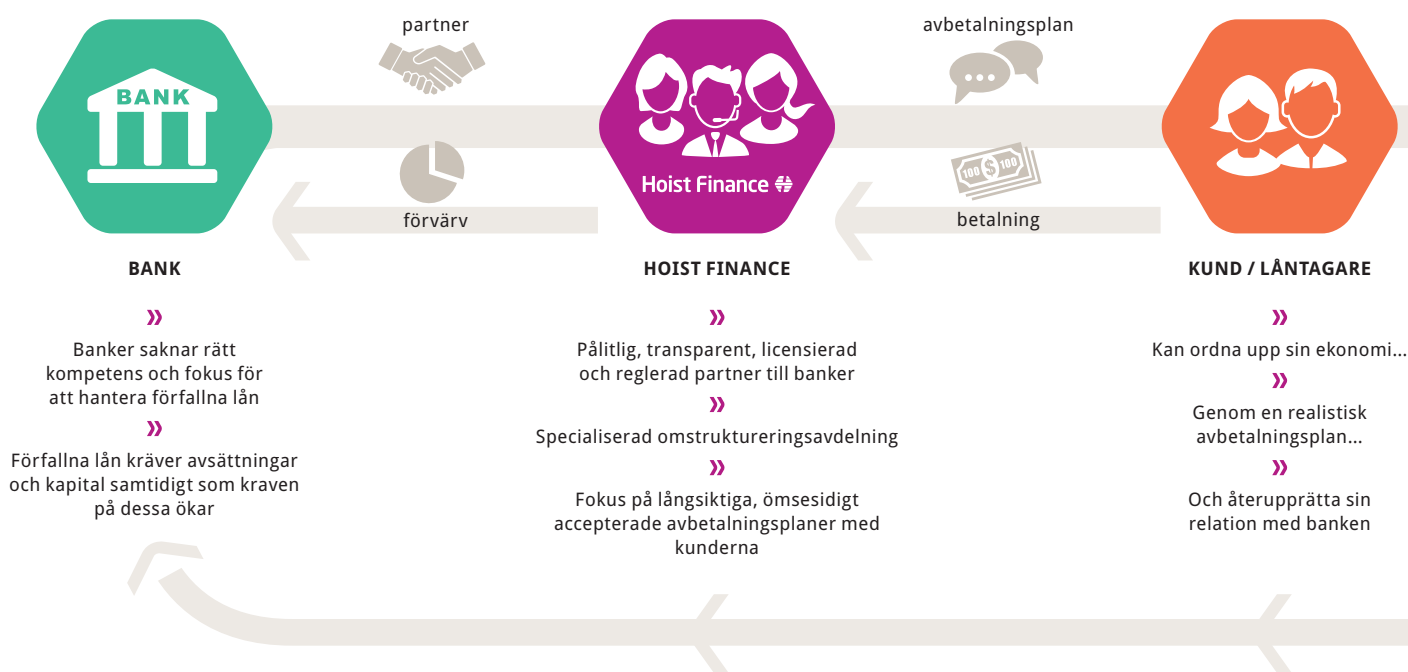 partner
avbetalningsplan
BANK
100
$
100
Hoist Finance
förvärv
betalning
BANK
»
Banker saknar rätt
kompetens och fokus för
att hantera förfallna lån
»
Förfallna lån kräver avsättningar
och kapital samtidigt som kraven
på dessa ökar
HOIST FINANCE
»
Pålitlig, transparent, licensierad
och reglerad partner till banker
»
Specialiserad omstruktureringsavdelning
»
Fokus på långsiktiga, ömsesidigt
accepterade avbetalningsplaner med
kunderna
KUND / LÅNTAGARE
»
Kan ordna upp sin ekonomi...
»
Genom en realistisk
avbetalningsplan...
»
Och återupprätta sin
relation med banken